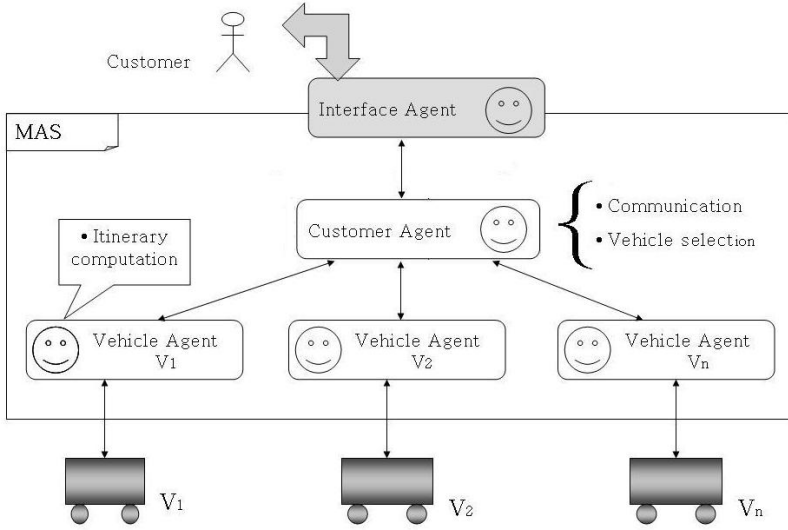 Customer
Interface Agent
MAS
Customer Agent
• Communication
• Vehicle selection
• Itinerary
computation
Vehicle Agent
V1
Vehicle Agent
V2
Vehicle Agent
Vn
V1
V2
Vn